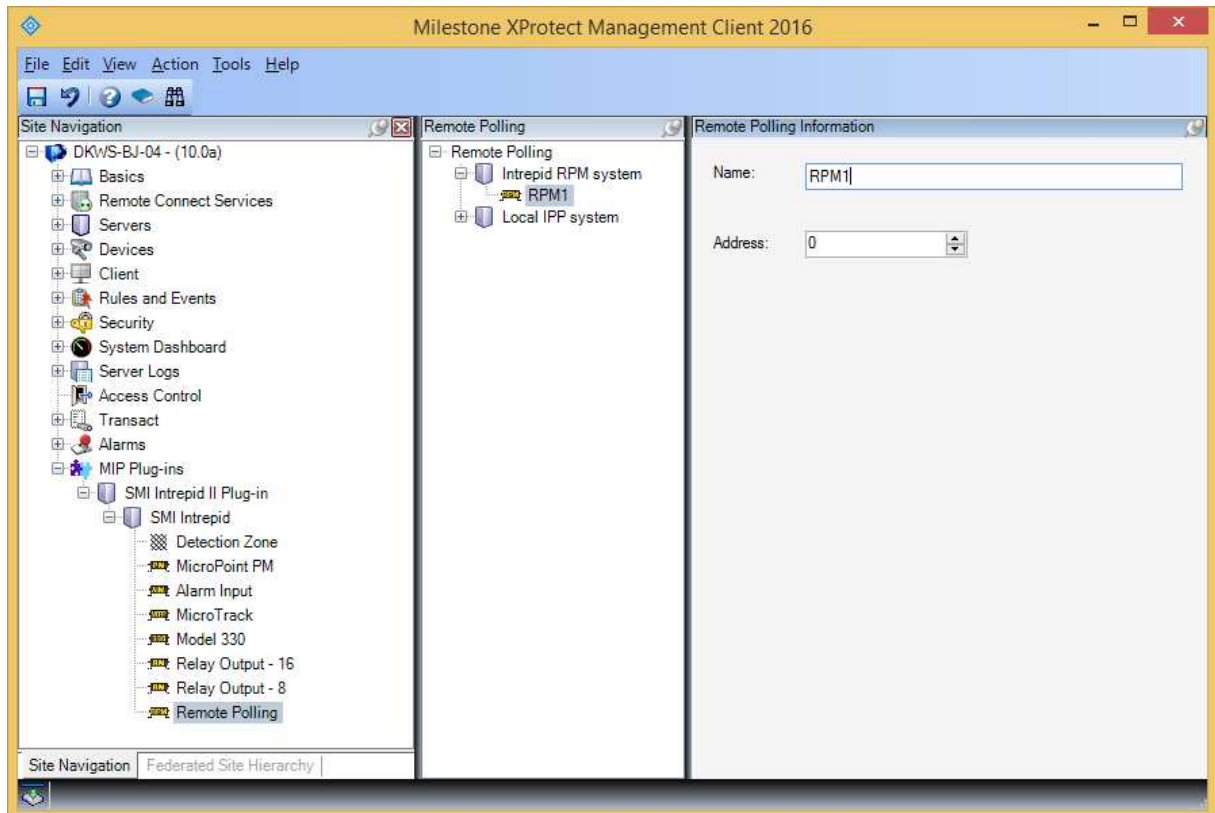 Milestone XProtect Management Client 2016
File Edit View Action Tools Help
Site Navigation
DKWS-BJ-04 - (10.0a)
Basics
Remote Connect Services
Servers
Devices
Client
Rules and Events
Security
System Dashboard
Server Logs
Access Control
Transact
Alarms
MIP Plug-ins
SMI Intrepid II Plug-in
SMI Intrepid
Detection Zone
MicroPoint PM
Alarm Input
MicroTrack
Model 330
Relay Output - 16
Relay Output - 8
Remote Polling
Site Navigation Federated Site Hierarchy
Remote Polling
Remote Polling
Intrepid RPM system
RPM1
Local IPP system
Remote Polling Information
Name: RPM1
Address: 0